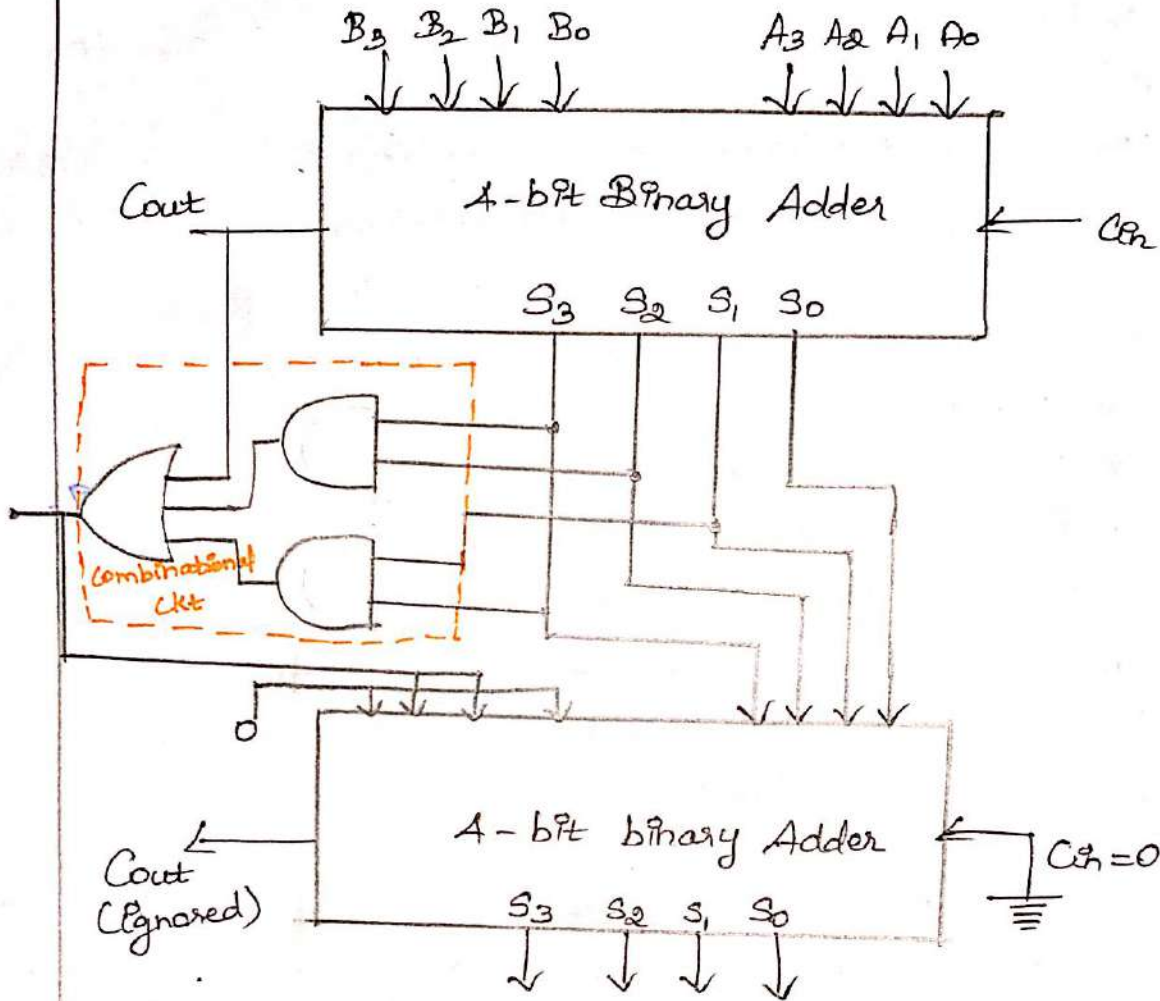 B3 B2 B1 B0 A3 A2 A1 A0
4-bit Binary Adder
Cout
Cin
S3 S2 S1 S0
Combinational
Ckt
0
4-bit binary Adder
Cin=0
Cout
(Ignored)
S3 S2 S1 S0